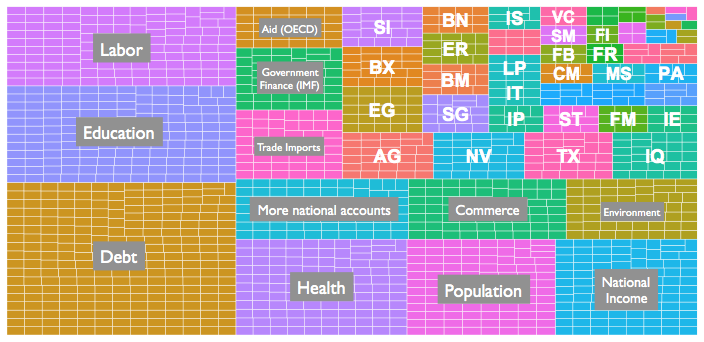 Labor
Aid (OECD)
SI
BN
IS
VC
SM
FI
ER
Government
Finance (IMF)
BX
LP
FB
FR
BM
CM
MS
PA
IT
EG
SG
IP
ST
FM
IE
Education
Trade Imports
AG
NV
TX
IQ
More national accounts
Commerce
Environment
Debt
Health
Population
National
Income